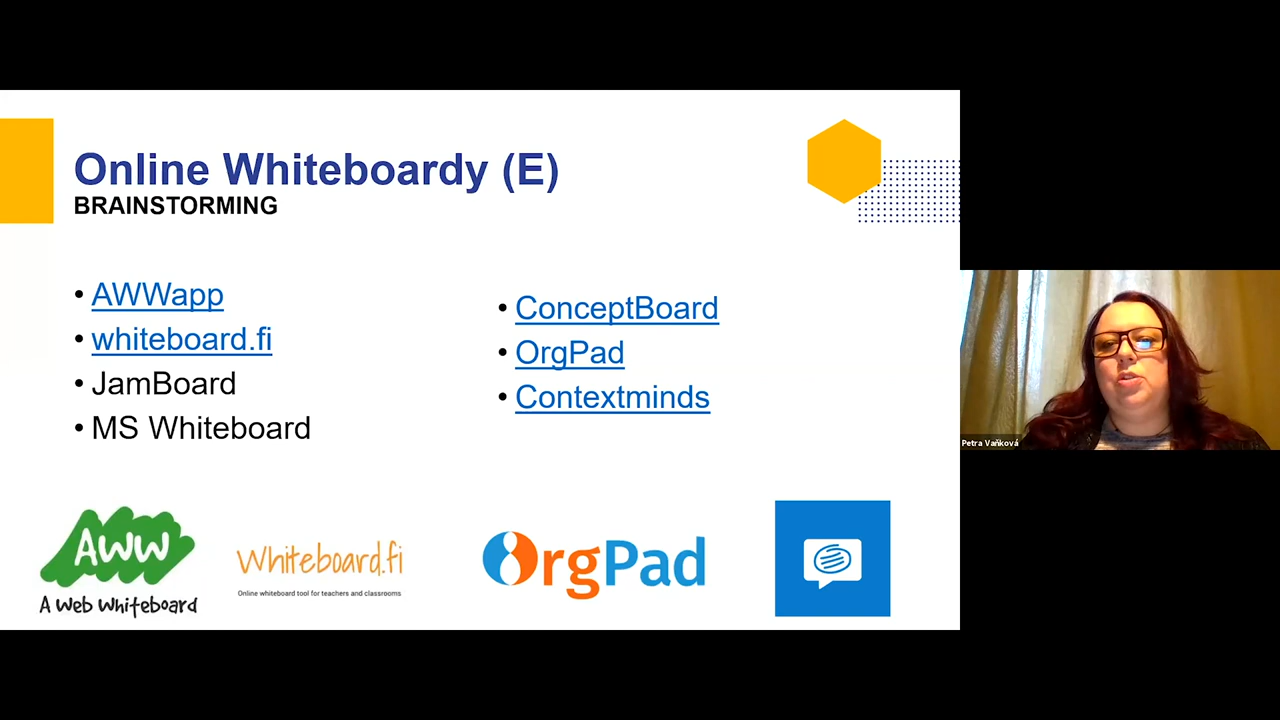 Online Whiteboardy (E)
BRAINSTORMING
• AWWapp
• whiteboard.fi
• JamBoard
• MS Whiteboard
• ConceptBoard
• OrgPad
• Contextminds
AWW
A Web Whiteboard
Whiteboard.fi
Online whiteboard tool for teachers and classrooms
OrgPad
Petra Vaňková